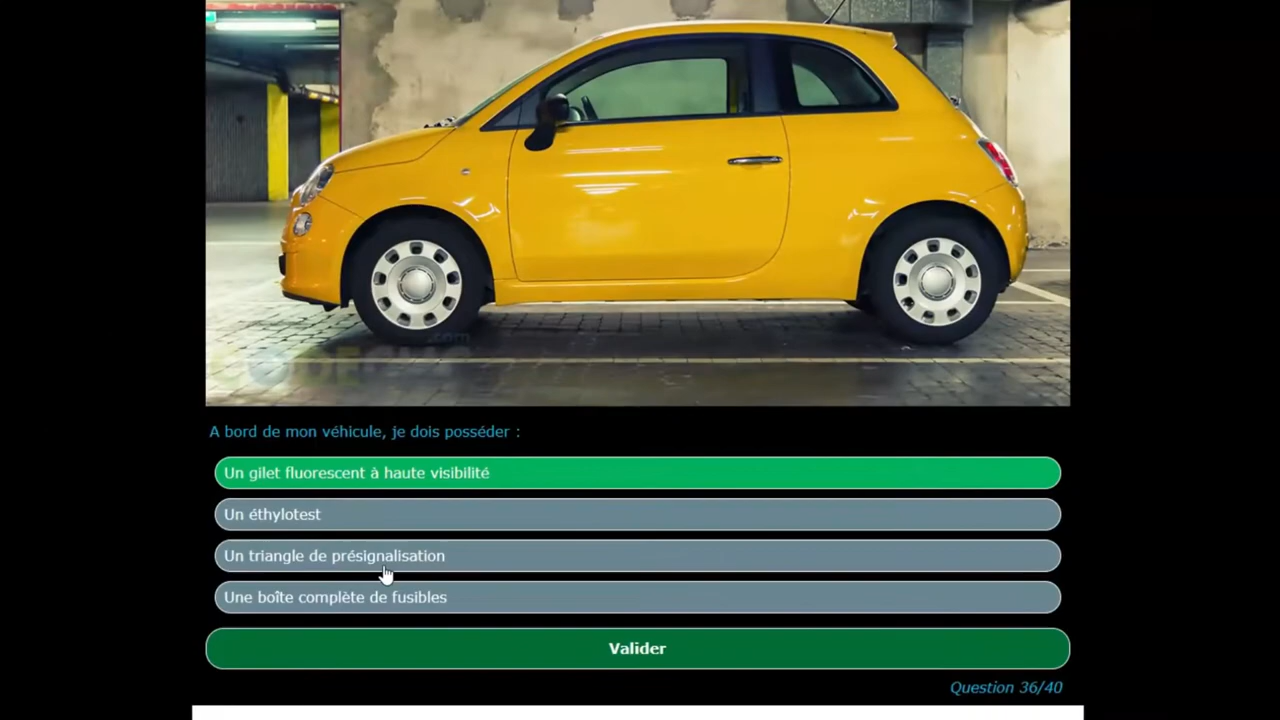 .com
A bord de mon véhicule, je dois posséder :
Un gilet fluorescent à haute visibilité
Un éthylotest
Un triangle de présignalisation
Une boîte complète de fusibles
Valider
Question 36/40